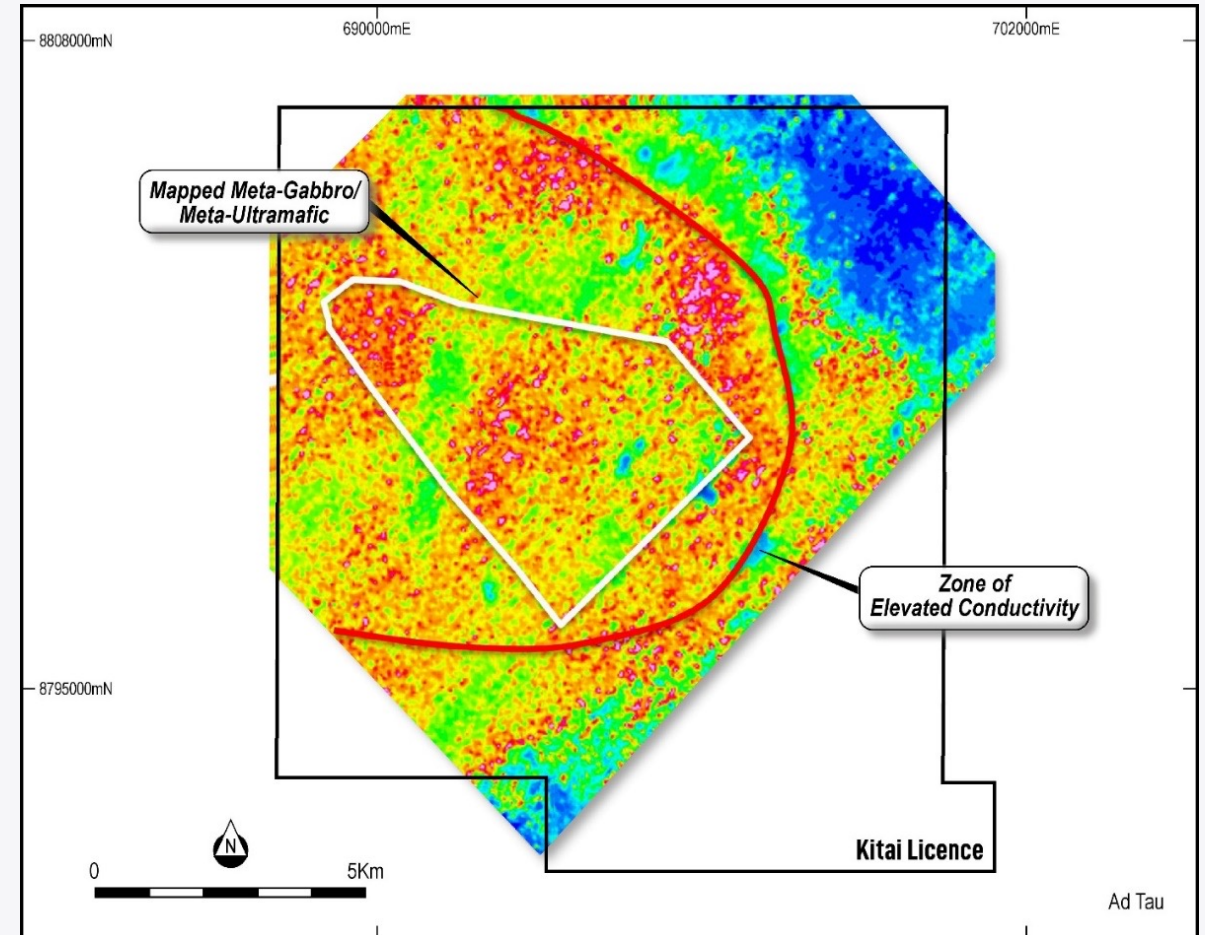 690000mE
702000mE
8808000mN
Mapped Meta-Gabbro/
Meta-Ultramafic
Zone of
Elevated Conductivity
8795000mN
N
Kitai Licence
0
5Km
Ad Tau